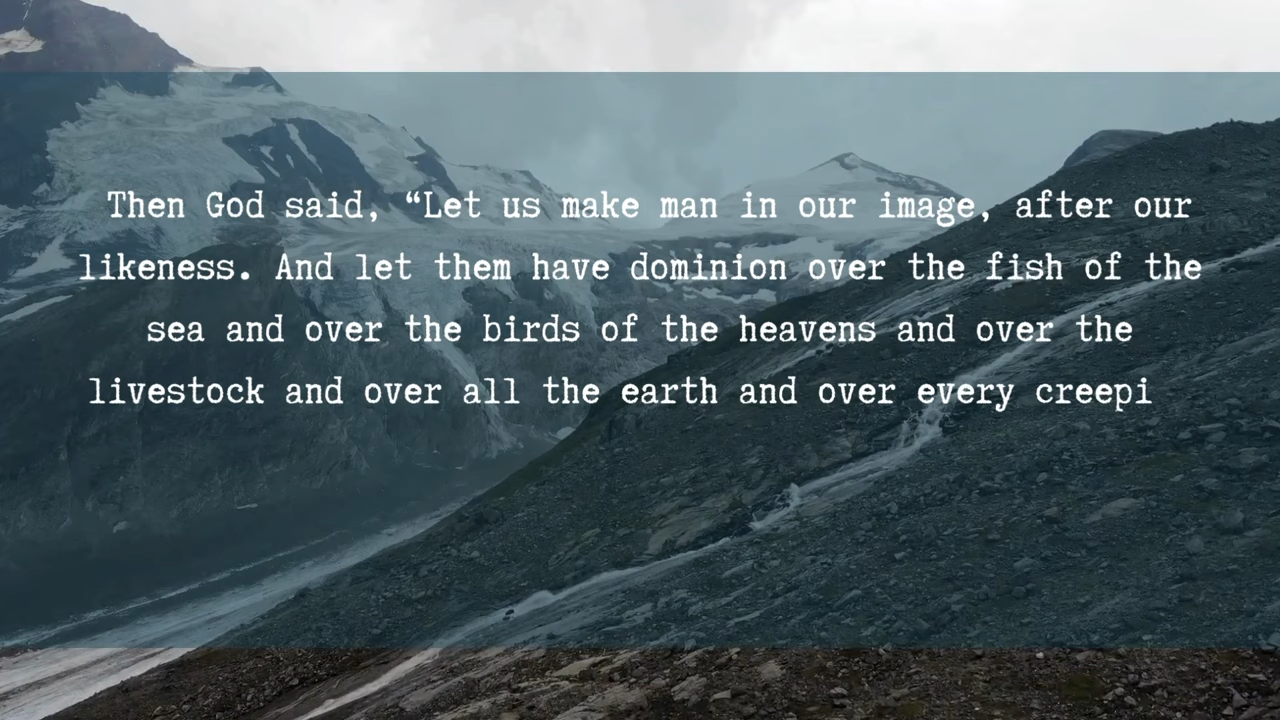 Then God said, “Let us make man in our image, after our
likeness. And let them have dominion over the fish of the
sea and over the birds of the heavens and over the
livestock and over all the earth and over every creepi